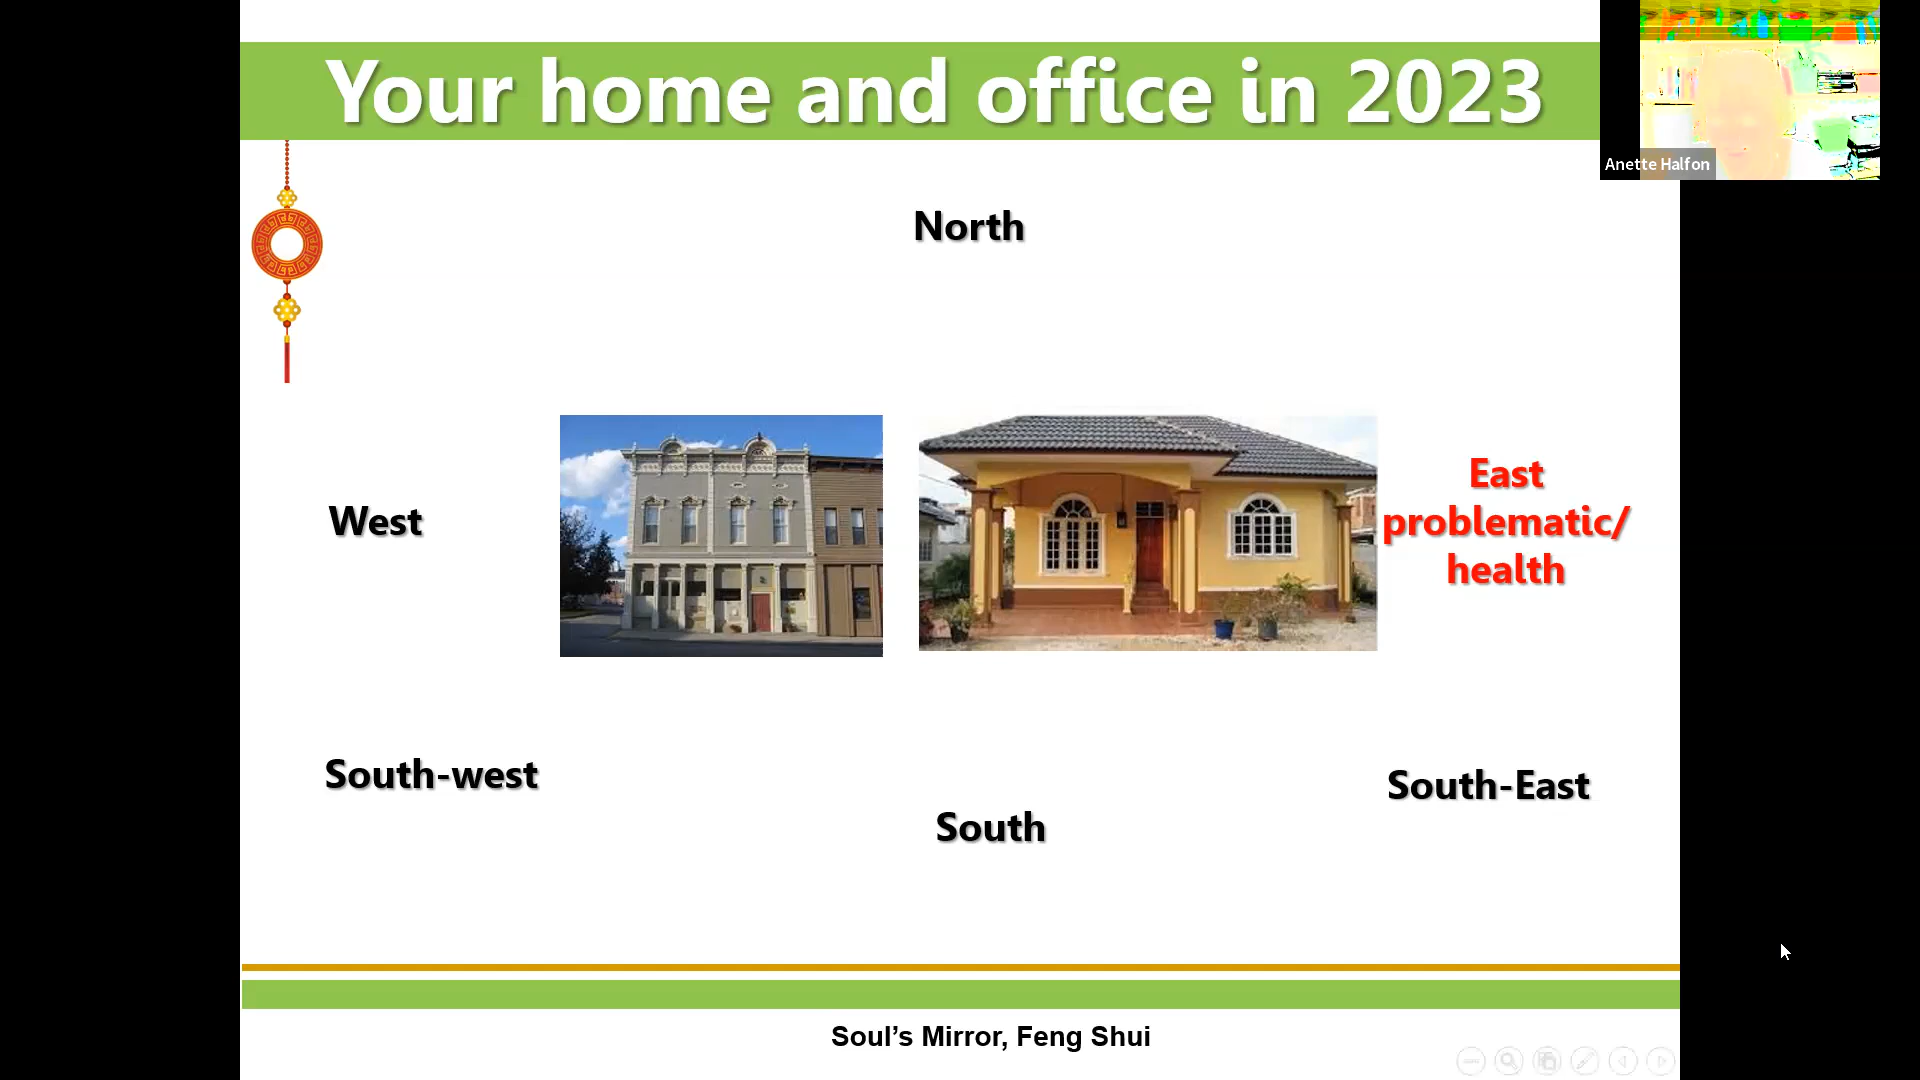 Your home and office in 2023
Anette Halfon
North
East
problematic/
health
West
South-west
South-East
South
Soul’s Mirror, Feng Shui